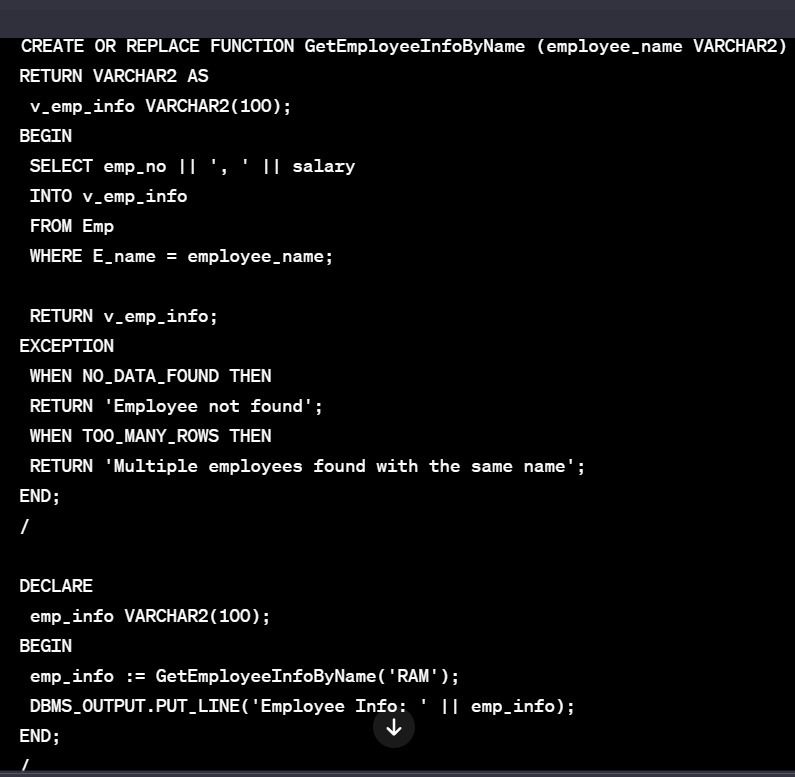 CREATE OR REPLACE FUNCTION GetEmployeeInfoByName (employee_name VARCHAR2)
RETURN VARCHAR2 AS
 v_emp_info VARCHAR2(100);
BEGIN
 SELECT emp_no || ', ' || salary
 INTO v_emp_info
 FROM Emp
 WHERE E_name = employee_name;

 RETURN v_emp_info;
EXCEPTION
 WHEN NO_DATA_FOUND THEN
 RETURN 'Employee not found';
 WHEN TOO_MANY_ROWS THEN
 RETURN 'Multiple employees found with the same name';
END;
/

DECLARE
 emp_info VARCHAR2(100);
BEGIN
 emp_info := GetEmployeeInfoByName('RAM');
 DBMS_OUTPUT.PUT_LINE('Employee Info: ' || emp_info);
END;
/